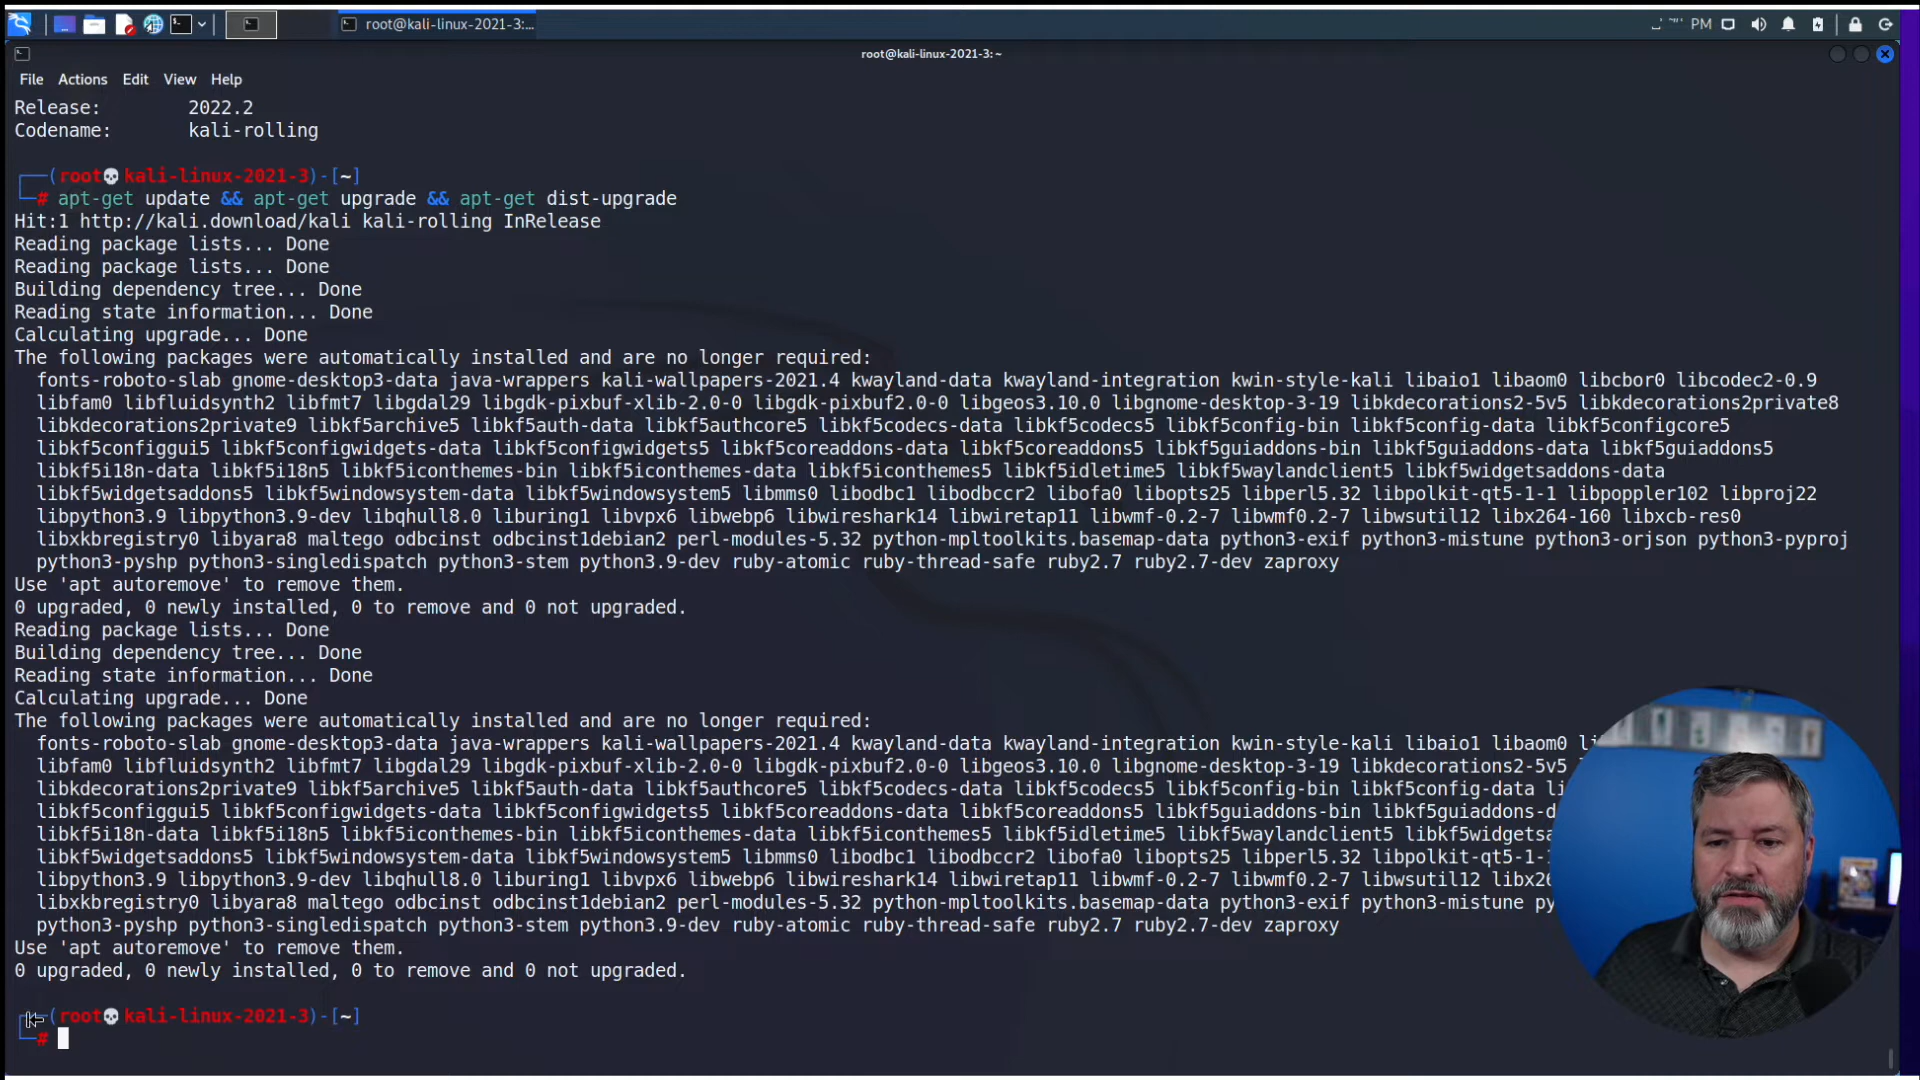 root@kali-linux-2021-3:...
PM
root@kali-linux-2021-3: ~
File Actions Edit View Help
Release: 2022.2
Codename: kali-rolling
(root💀kali-linux-2021-3)-[~]
# apt-get update && apt-get upgrade && apt-get dist-upgrade
Hit:1 http://kali.download/kali kali-rolling InRelease
Reading package lists... Done
Reading package lists... Done
Building dependency tree... Done
Reading state information... Done
Calculating upgrade... Done
The following packages were automatically installed and are no longer required:
fonts-roboto-slab gnome-desktop3-data java-wrappers kali-wallpapers-2021.4 kwayland-data kwayland-integration kwin-style-kali libaio1 libaom0 libcbor0 libcodec2-0.9
libfam0 libfluidsynth2 libfmt7 libgdal29 libgdk-pixbuf-xlib-2.0-0 libgdk-pixbuf2.0-0 libgeos3.10.0 libgnome-desktop-3-19 libkdecorations2-5v5 libkdecorations2private8
libkdecorations2private9 libkf5archive5 libkf5auth-data libkf5authcore5 libkf5codecs-data libkf5codecs5 libkf5config-bin libkf5config-data libkf5configcore5
libkf5configgui5 libkf5configwidgets-data libkf5configwidgets5 libkf5coreaddons-data libkf5coreaddons5 libkf5guiaddons-bin libkf5guiaddons-data libkf5guiaddons5
libkf5i18n-data libkf5i18n5 libkf5iconthemes-bin libkf5iconthemes-data libkf5iconthemes5 libkf5idletime5 libkf5waylandclient5 libkf5widgetsaddons-data
libkf5widgetsaddons5 libkf5windowsystem-data libkf5windowsystem5 libmms0 libodbc1 libodbccr2 libofa0 libopts25 libperl5.32 libpolkit-qt5-1-1 libpoppler102 libproj22
libpython3.9 libpython3.9-dev libqhull8.0 liburing1 libvpx6 libwebp6 libwireshark14 libwiretap11 libwmf-0.2-7 libwmf0.2-7 libwsutil12 libx264-160 libxcb-res0
libxkbregistry0 libyara8 maltego odbcinst odbcinst1debian2 perl-modules-5.32 python-mpltoolkits.basemap-data python3-exif python3-mistune python3-orjson python3-pyproj
python3-pyshp python3-singledispatch python3-stem python3.9-dev ruby-atomic ruby-thread-safe ruby2.7 ruby2.7-dev zaproxy
Use 'apt autoremove' to remove them.
0 upgraded, 0 newly installed, 0 to remove and 0 not upgraded.
Reading package lists... Done
Building dependency tree... Done
Reading state information... Done
Calculating upgrade... Done
The following packages were automatically installed and are no longer required:
fonts-roboto-slab gnome-desktop3-data java-wrappers kali-wallpapers-2021.4 kwayland-data kwayland-integration kwin-style-kali libaio1 libaom0
libfam0 libfluidsynth2 libfmt7 libgdal29 libgdk-pixbuf-xlib-2.0-0 libgdk-pixbuf2.0-0 libgeos3.10.0 libgnome-desktop-3-19 libkdecorations2-5v5
libkdecorations2private9 libkf5archive5 libkf5auth-data libkf5authcore5 libkf5codecs-data libkf5codecs5 libkf5config-bin libkf5config-data
libkf5configgui5 libkf5configwidgets-data libkf5configwidgets5 libkf5coreaddons-data libkf5coreaddons5 libkf5guiaddons-bin libkf5guiaddons-d
libkf5i18n-data libkf5i18n5 libkf5iconthemes-bin libkf5iconthemes-data libkf5iconthemes5 libkf5idletime5 libkf5waylandclient5 libkf5widgetsa
libkf5widgetsaddons5 libkf5windowsystem-data libkf5windowsystem5 libmms0 libodbc1 libodbccr2 libofa0 libopts25 libperl5.32 libpolkit-qt5-1-
libpython3.9 libpython3.9-dev libqhull8.0 liburing1 libvpx6 libwebp6 libwireshark14 libwiretap11 libwmf-0.2-7 libwmf0.2-7 libwsutil12 libx26
libxkbregistry0 libyara8 maltego odbcinst odbcinst1debian2 perl-modules-5.32 python-mpltoolkits.basemap-data python3-exif python3-mistune py
python3-pyshp python3-singledispatch python3-stem python3.9-dev ruby-atomic ruby-thread-safe ruby2.7 ruby2.7-dev zaproxy
Use 'apt autoremove' to remove them.
0 upgraded, 0 newly installed, 0 to remove and 0 not upgraded.
(root💀kali-linux-2021-3)-[~]
#